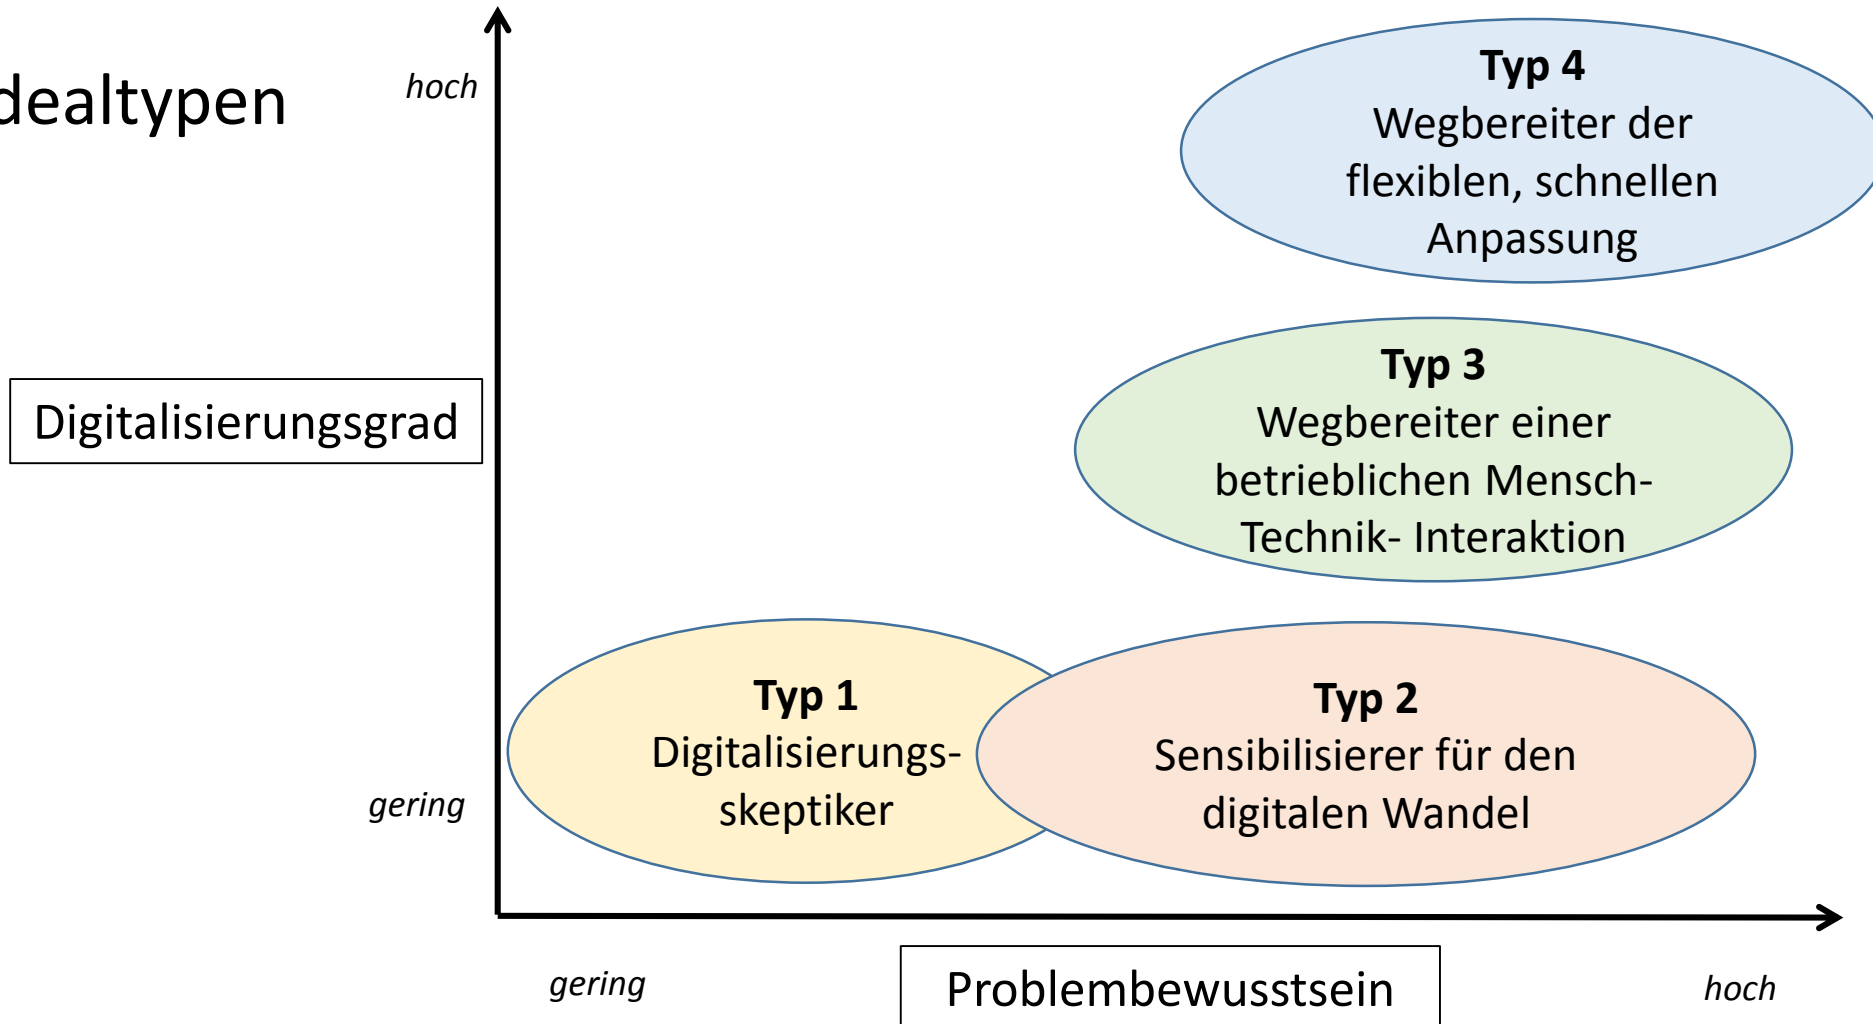 dealtypen
hoch
Typ 4
Wegbereiter der
flexiblen, schnellen
Anpassung
Typ 3
Wegbereiter einer
betrieblichen Mensch-
Technik- Interaktion
Digitalisierungsgrad
Typ 1
Digitalisierungs-
skeptiker
Typ 2
Sensibilisierer für den
digitalen Wandel
gering
gering
Problembewusstsein
hoch